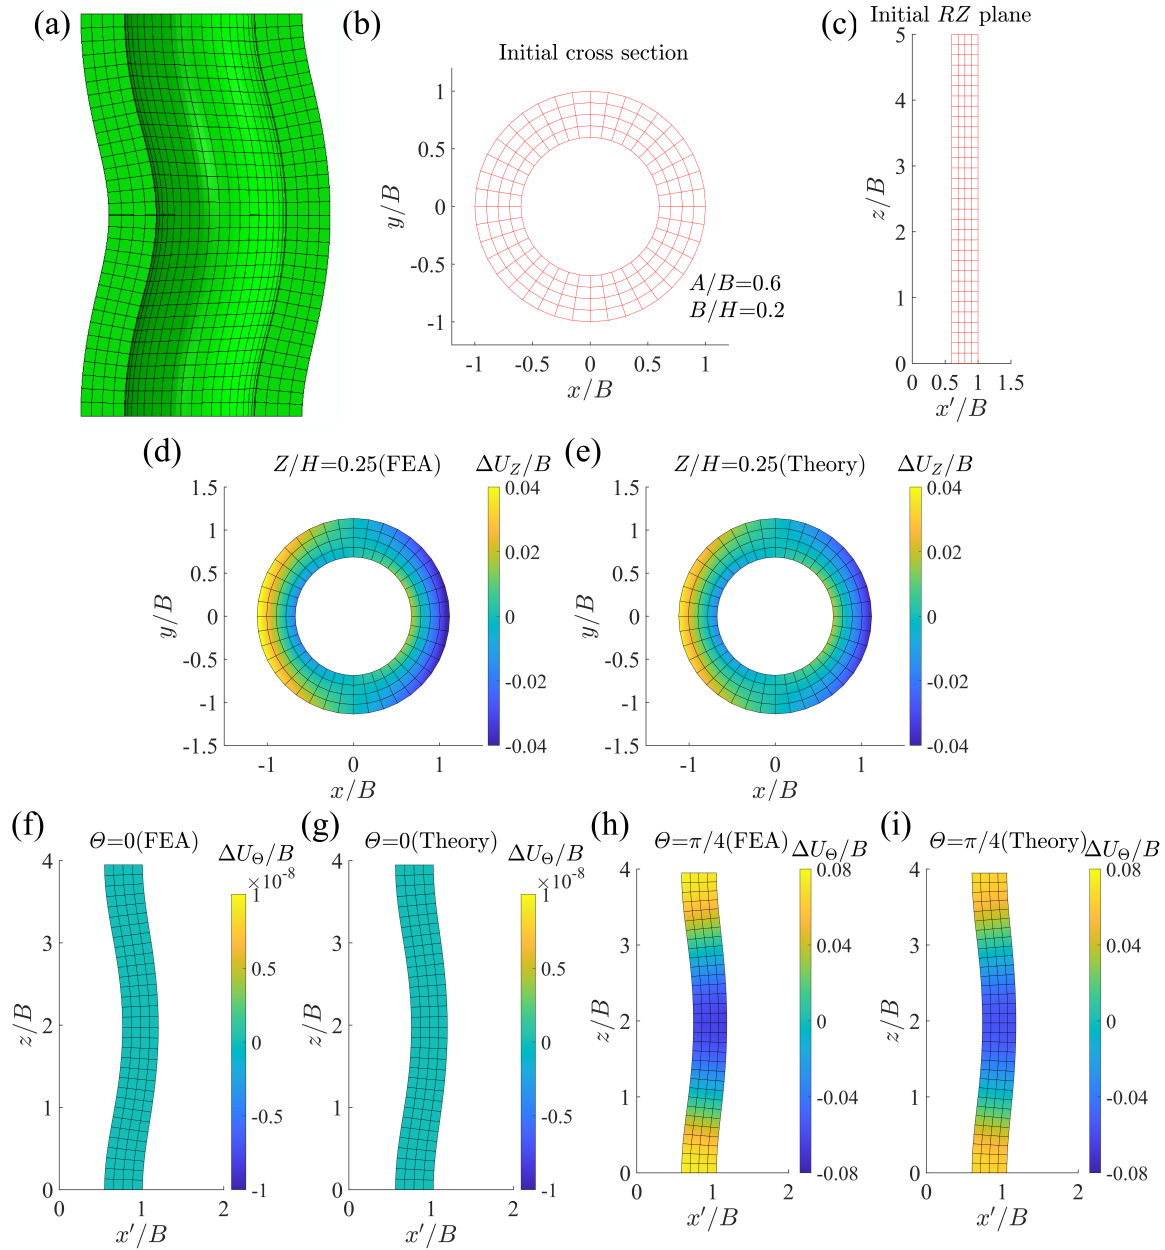 (a)
(b)
Initial cross section
1
0.5
0
-0.5
-1
y/B
-1
-0.5
0
0.5
1
x/B
A/B=0.6
B/H=0.2
(c)
Initial RZ plane
5
4
3
2
1
0
z/B
0
0.5
1
1.5
x′/B
(d)
Z/H=0.25(FEA)
ΔU_Z/B
1.5
1
0.5
0
-0.5
-1
-1.5
y/B
-1
0
1
x/B
0.04
0.02
0
-0.02
-0.04
(e)
Z/H=0.25(Theory)
ΔU_Z/B
1.5
1
0.5
0
-0.5
-1
-1.5
y/B
-1
0
1
x/B
0.04
0.02
0
-0.02
-0.04
(f)
Θ=0(FEA)
ΔU_Θ/B
×10⁻⁸
4
3
2
1
0
z/B
0
1
2
x′/B
1
0.5
0
-0.5
-1
(g)
Θ=0(Theory)
ΔU_Θ/B
×10⁻⁸
4
3
2
1
0
z/B
0
1
2
x′/B
1
0.5
0
-0.5
-1
(h)
Θ=π/4(FEA)
ΔU_Θ/B
4
3
2
1
0
z/B
0
1
2
x′/B
0.08
0.04
0
-0.04
-0.08
(i)
Θ=π/4(Theory)
ΔU_Θ/B
4
3
2
1
0
z/B
0
1
2
x′/B
0.08
0.04
0
-0.04
-0.08